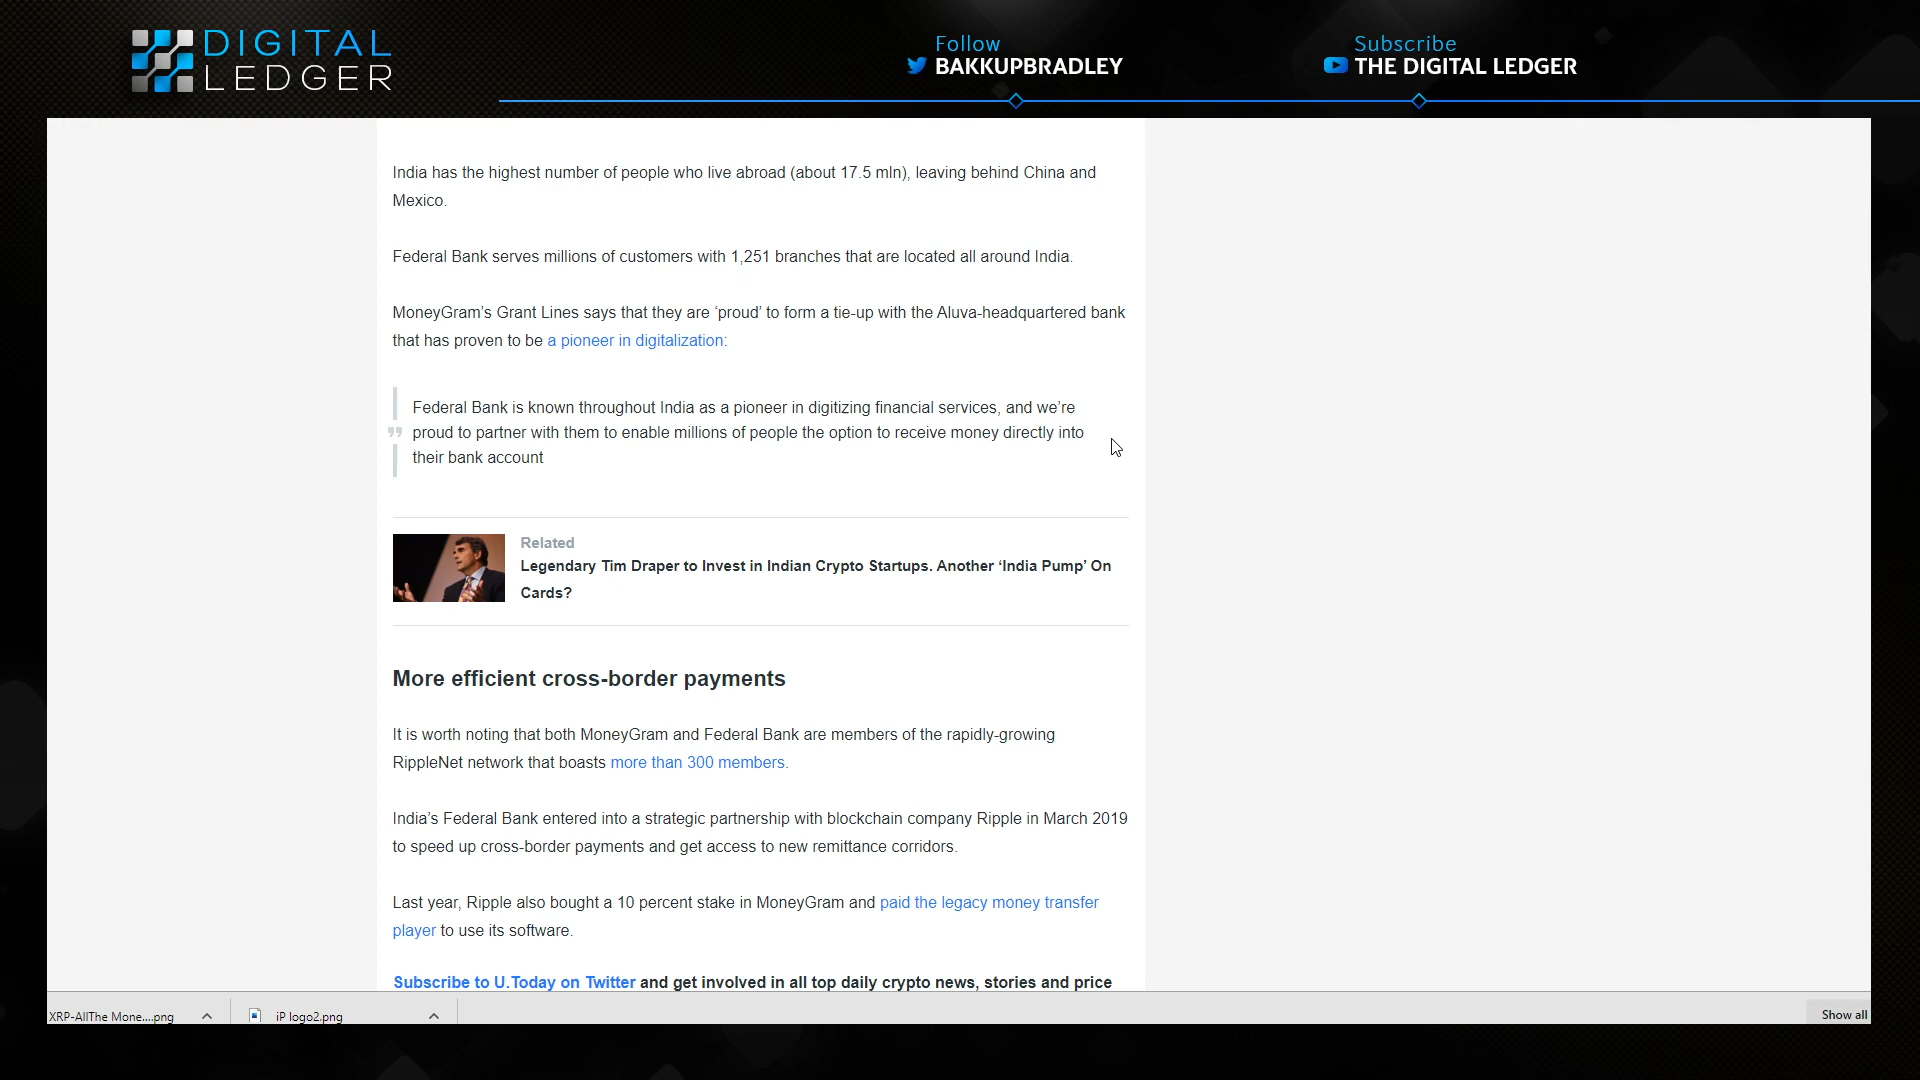 DIGITAL
LEDGER
Follow
BAKKUPBRADLEY
Subscribe
THE DIGITAL LEDGER
India has the highest number of people who live abroad (about 17.5 mln), leaving behind China and
Mexico.
Federal Bank serves millions of customers with 1,251 branches that are located all around India.
MoneyGram’s Grant Lines says that they are ‘proud’ to form a tie-up with the Aluva-headquartered bank
that has proven to be a pioneer in digitalization:
Federal Bank is known throughout India as a pioneer in digitizing financial services, and we’re
proud to partner with them to enable millions of people the option to receive money directly into
their bank account
Related
Legendary Tim Draper to Invest in Indian Crypto Startups. Another ‘India Pump’ On
Cards?
More efficient cross-border payments
It is worth noting that both MoneyGram and Federal Bank are members of the rapidly-growing
RippleNet network that boasts more than 300 members.
India’s Federal Bank entered into a strategic partnership with blockchain company Ripple in March 2019
to speed up cross-border payments and get access to new remittance corridors.
Last year, Ripple also bought a 10 percent stake in MoneyGram and paid the legacy money transfer
player to use its software.
Subscribe to U.Today on Twitter and get involved in all top daily crypto news, stories and price
XRP-AllThe Mone....png
iP logo2.png
Show all